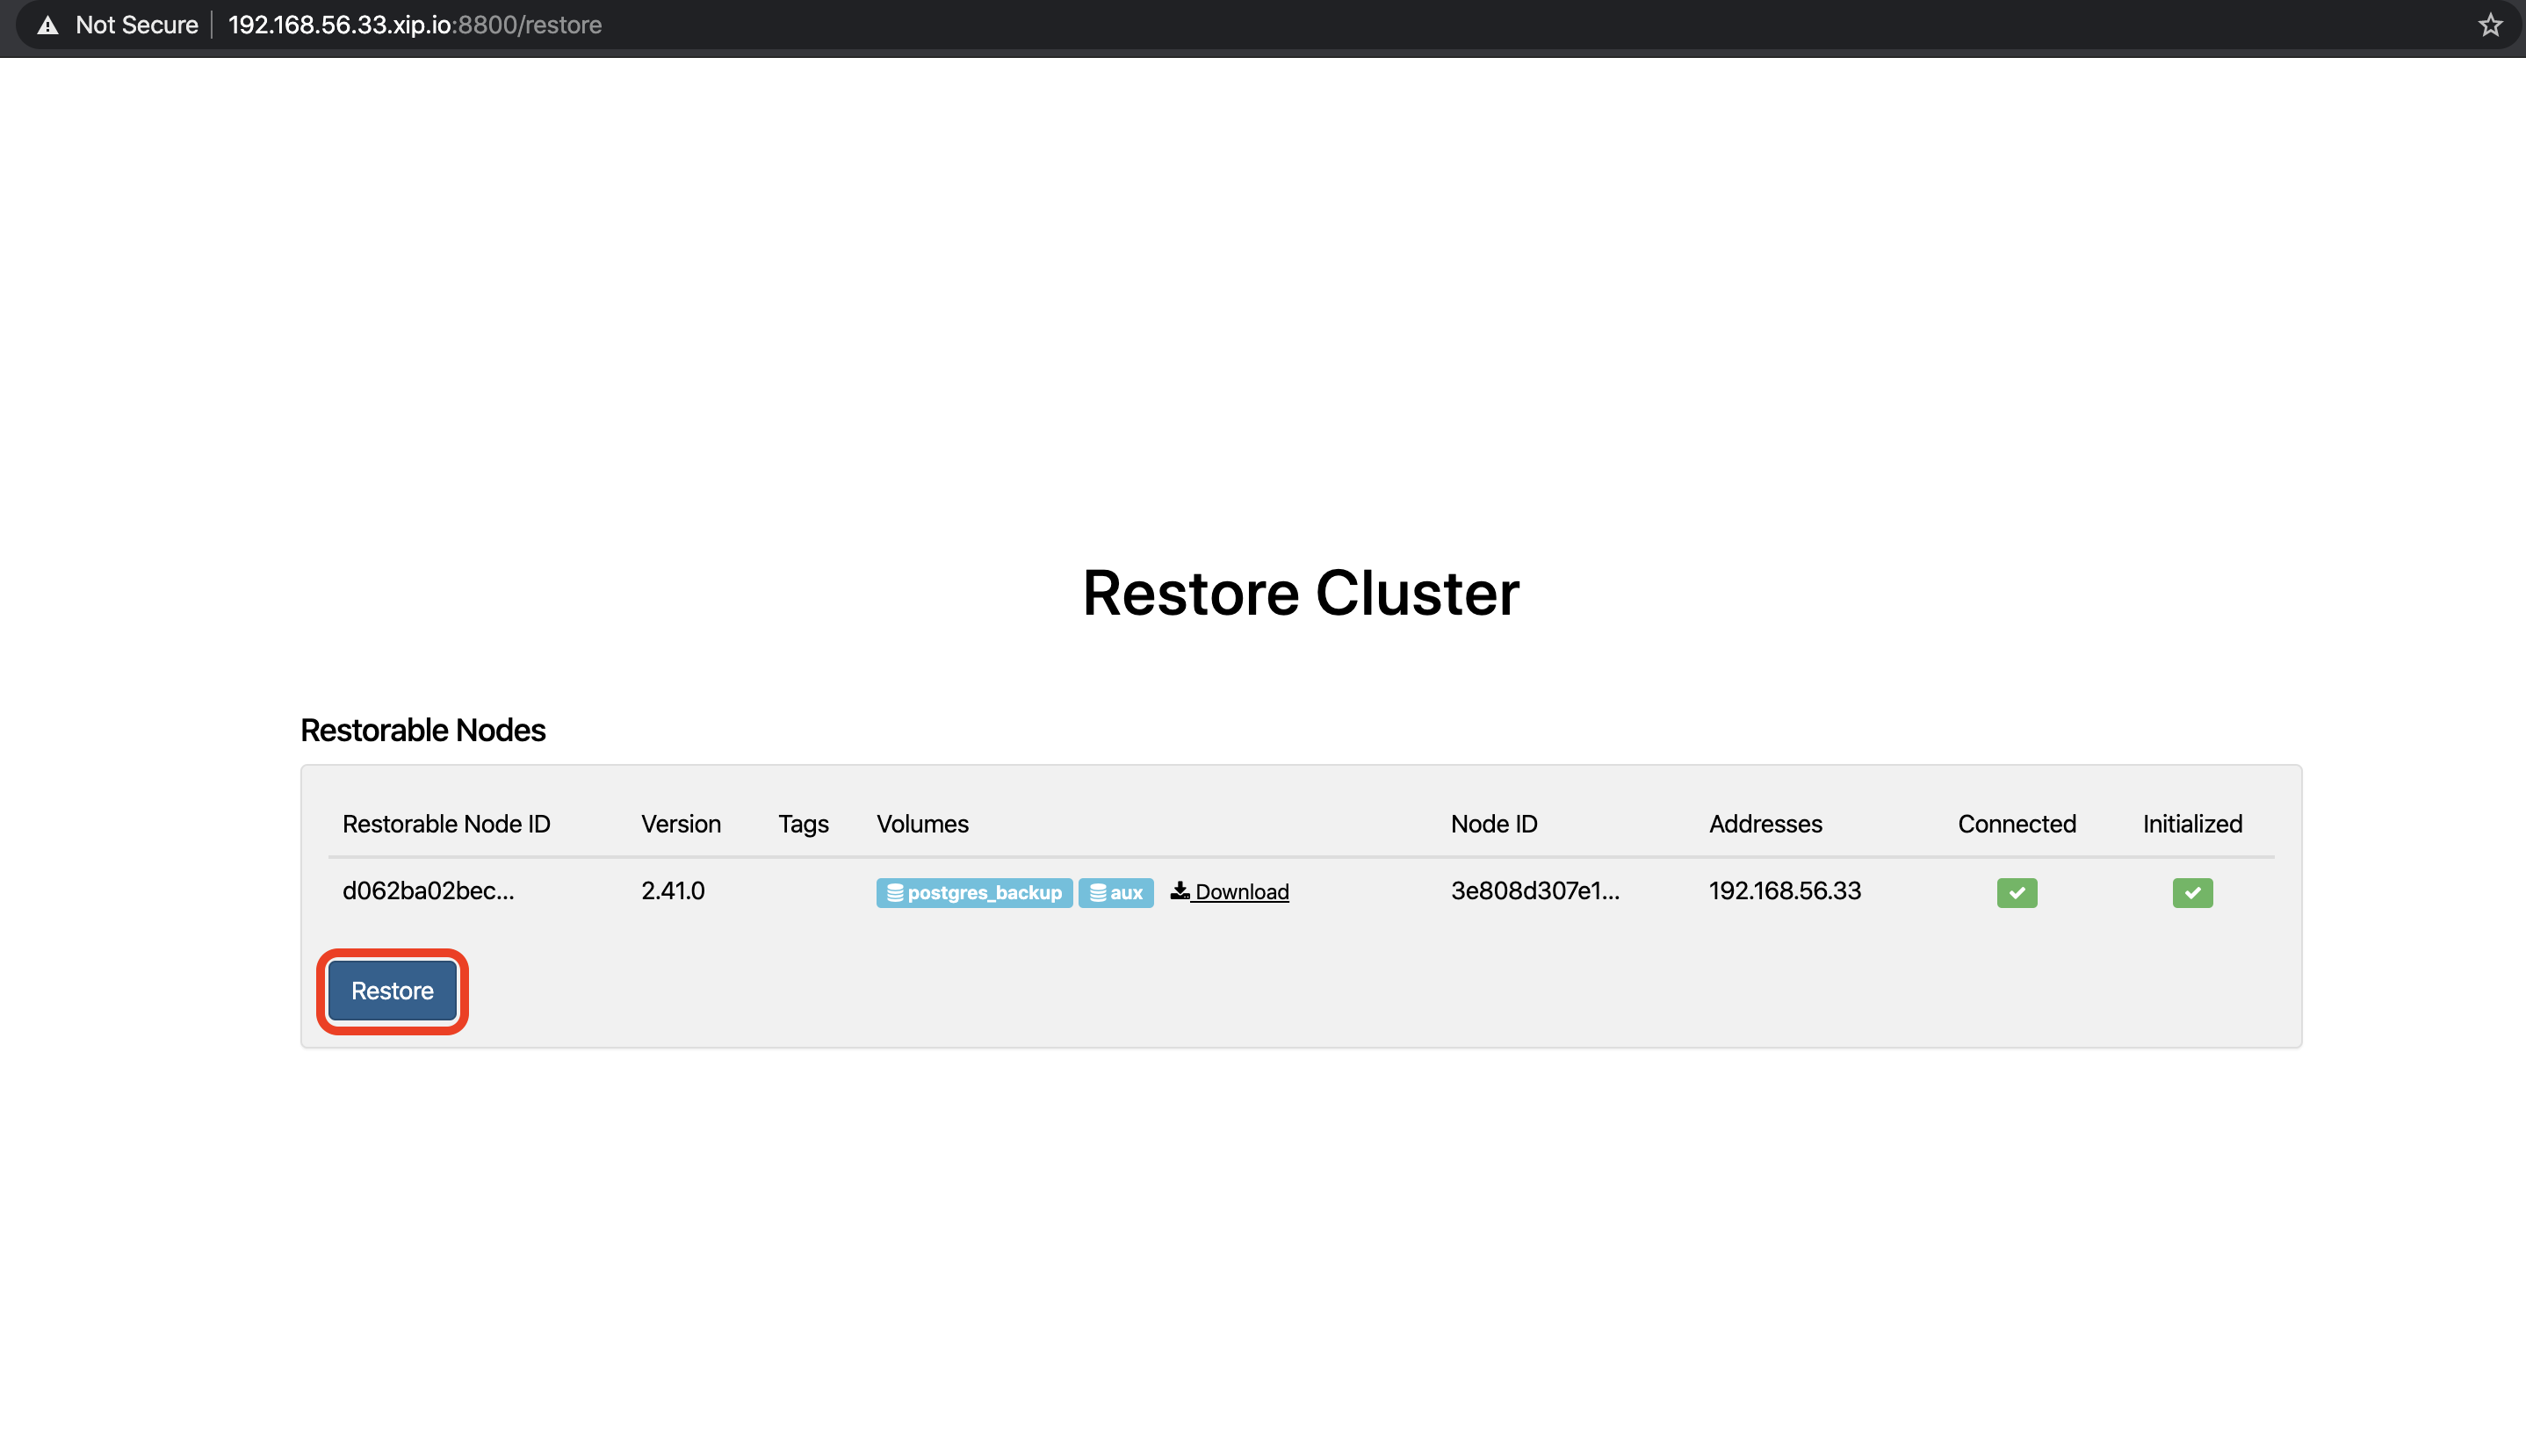 Not Secure | 192.168.56.33.xip.io:8800/restore
Restore Cluster
Restorable Nodes
Restorable Node ID Version Tags Volumes Node ID Addresses Connected Initialized
d062ba02bec... 2.41.0 postgres_backup aux Download 3e808d307e1... 192.168.56.33
Restore